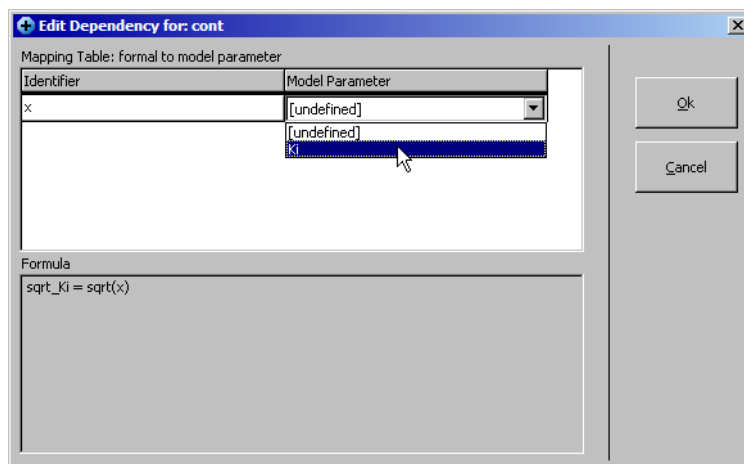 Edit Dependency for: cont
Mapping Table: formal to model parameter
Identifier Model Parameter
x [undefined]
[undefined]
Ki
Ok
Cancel
Formula
sqrt_Ki = sqrt(x)